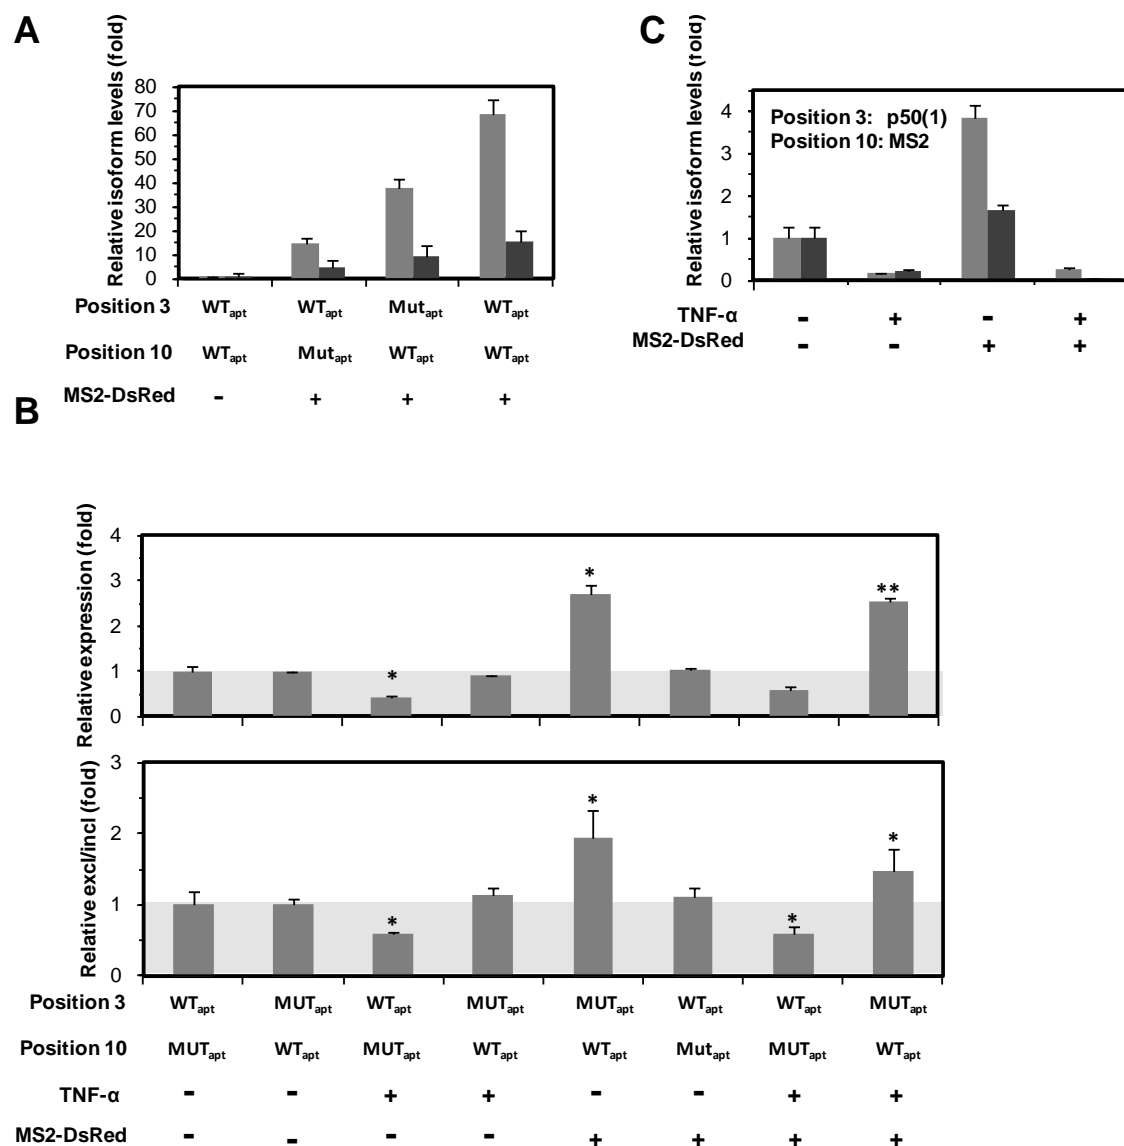 A
Relative isoform levels (fold)
80
70
60
50
40
30
20
10
0
Position 3 WTapt WTapt Mutapt WTapt
Position 10 WTapt Mutapt WTapt WTapt
MS2-DsRed - + + +
C
Relative isoform levels (fold)
4
3
2
1
0
Position 3: p50(1)
Position 10: MS2
TNF-α - + - +
MS2-DsRed - - + +
B
Relative expression (fold)
4
3
2
1
0
* * **
Relative excl/incl (fold)
3
2
1
0
* * * *
Position 3 WTapt MUTapt WTapt MUTapt MUTapt WTapt WTapt MUTapt
Position 10 MUTapt WTapt MUTapt WTapt WTapt Mutapt MUTapt WTapt
TNF-α - - + + - - + +
MS2-DsRed - - - - + + + +